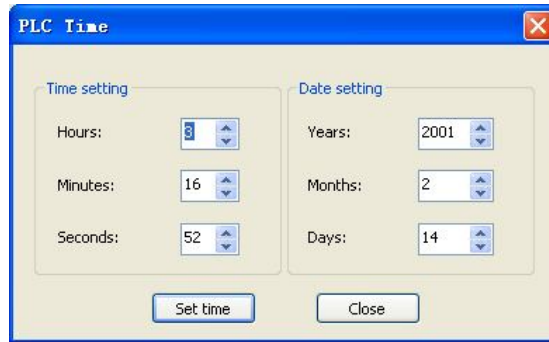 PLC Time
Time setting
Date setting
Hours: 3
Years: 2001
Minutes: 16
Months: 2
Seconds: 52
Days: 14
Set time
Close